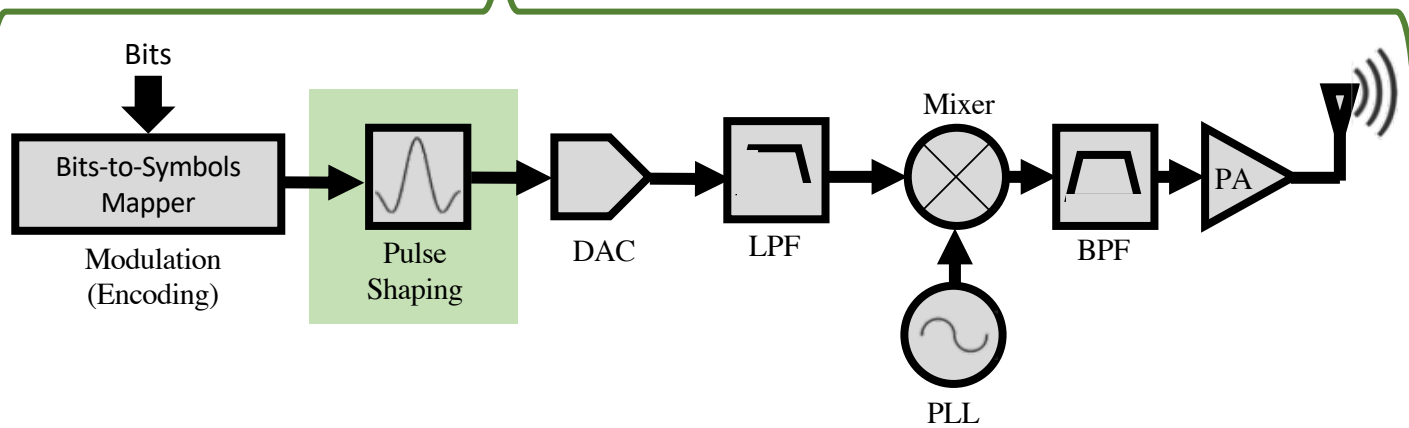 Bits
Bits-to-Symbols
Mapper
Modulation
(Encoding)
Pulse
Shaping
DAC
LPF
Mixer
PLL
BPF
PA